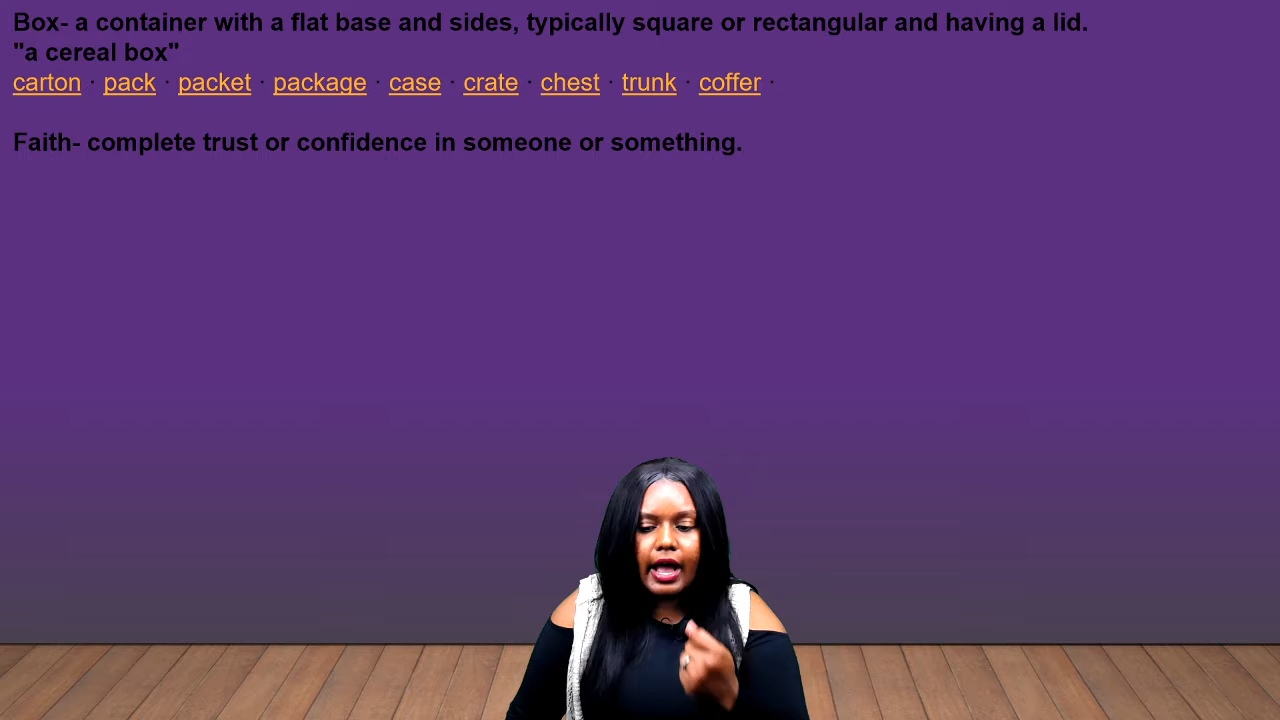 Box- a container with a flat base and sides, typically square or rectangular and having a lid.
"a cereal box"
carton · pack · packet · package · case · crate · chest · trunk · coffer ·
Faith- complete trust or confidence in someone or something.